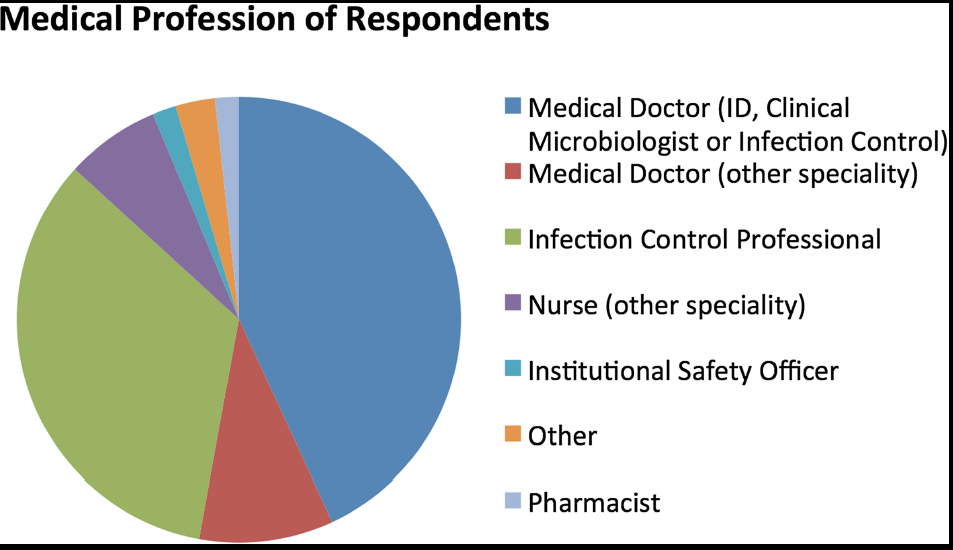 Medical Profession of Respondents
Medical Doctor (ID, Clinical
Microbiologist or Infection Control)
Medical Doctor (other speciality)
Infection Control Professional
Nurse (other speciality)
Institutional Safety Officer
Other
Pharmacist